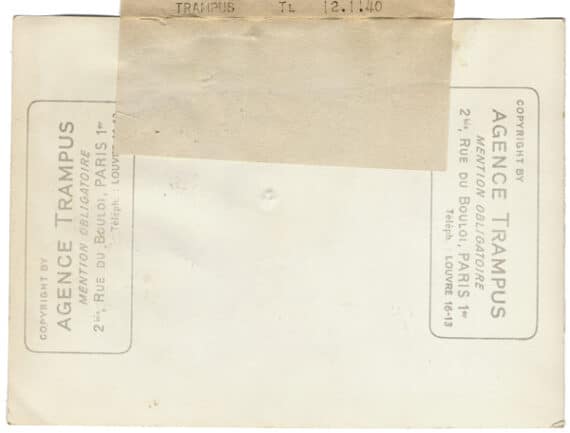 TRAMPUS JL 12.1.40
COPYRIGHT BY
AGENCE TRAMPUS
MENTION OBLIGATOIRE
2bis, RUE DU BOULOI, PARIS 1er
Téléph : LOUVRE 16-13
COPYRIGHT BY
AGENCE TRAMPUS
MENTION OBLIGATOIRE
2bis, RUE DU BOULOI, PARIS 1er
Téléph : LOUVRE 16-13